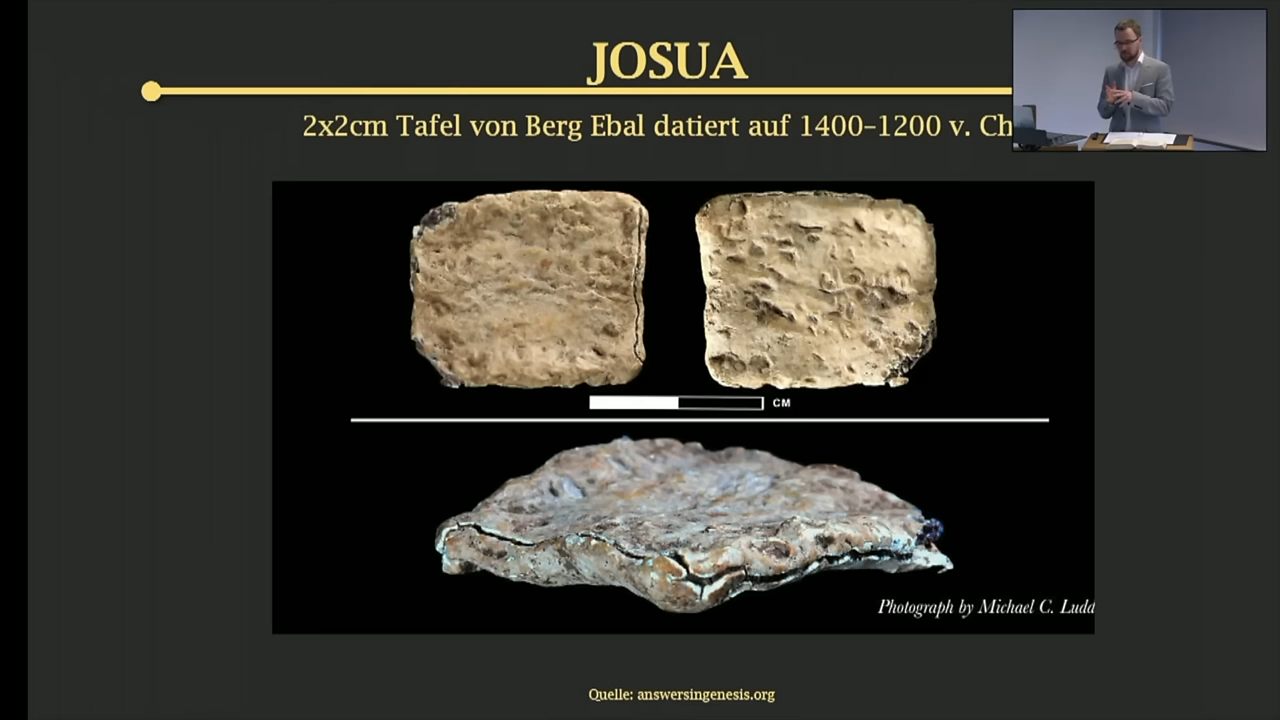 JOSUA
2x2cm Tafel von Berg Ebal datiert auf 1400–1200 v. Ch
CM
Photograph by Michael C. Ludd
Quelle: answersingenesis.org